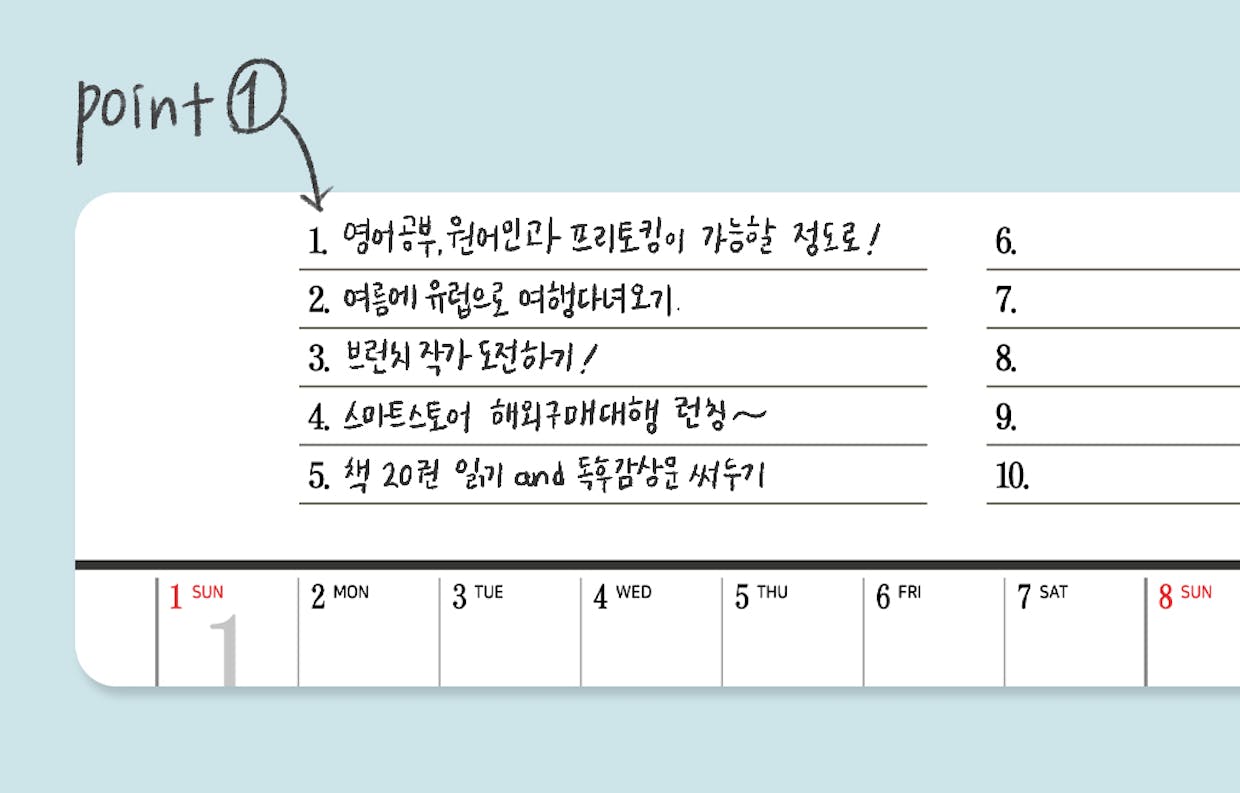 point ①
1. 영어공부, 원어민과 프리토킹이 가능할 정도로!
6.
2. 여름에 유럽으로 여행다녀오기.
7.
3. 브런치 작가 도전하기!
8.
4. 스마트스토어 해외구매대행 런칭~
9.
5. 책 20권 읽기 and 독후감상문 써두기
10.
1 SUN 2 MON 3 TUE 4 WED 5 THU 6 FRI 7 SAT 8 SUN
1